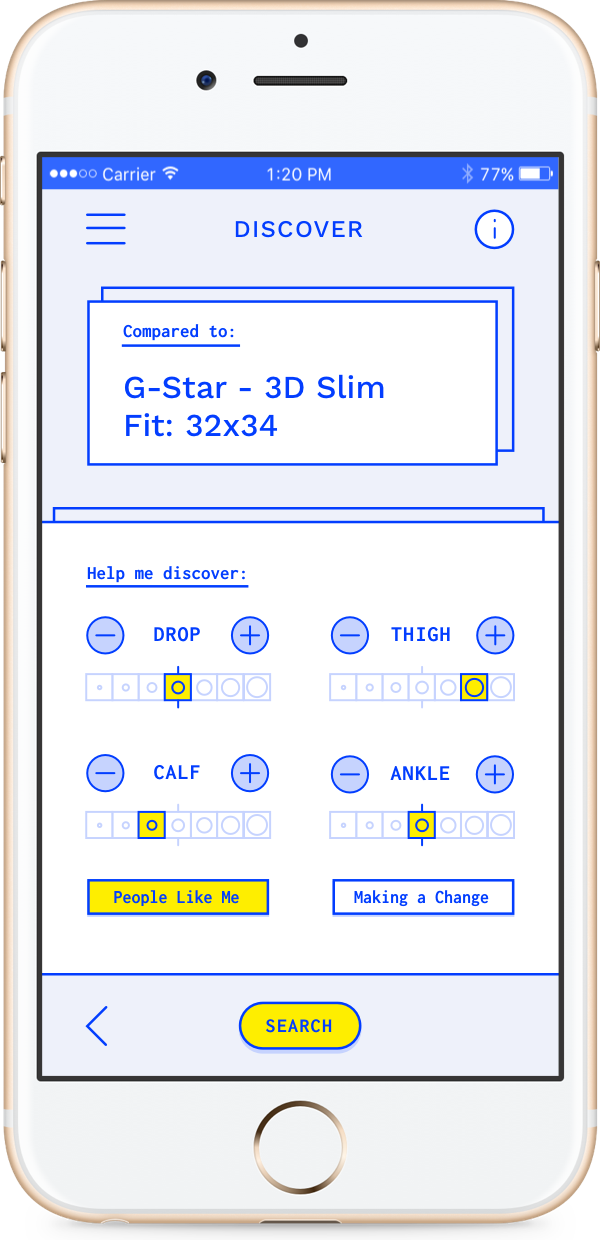 Carrier 1:20 PM 77%
DISCOVER
Compared to:
G-Star - 3D Slim
Fit: 32x34
Help me discover:
DROP THIGH
CALF ANKLE
People Like Me Making a Change
SEARCH